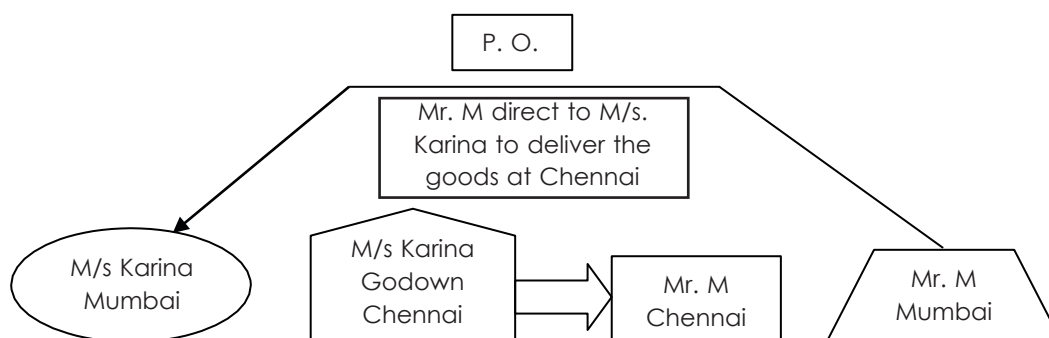 P. O.
Mr. M direct to M/s.
Karina to deliver the
goods at Chennai
M/s Karina
Mumbai
M/s Karina
Godown
Chennai
Mr. M
Chennai
Mr. M
Mumbai